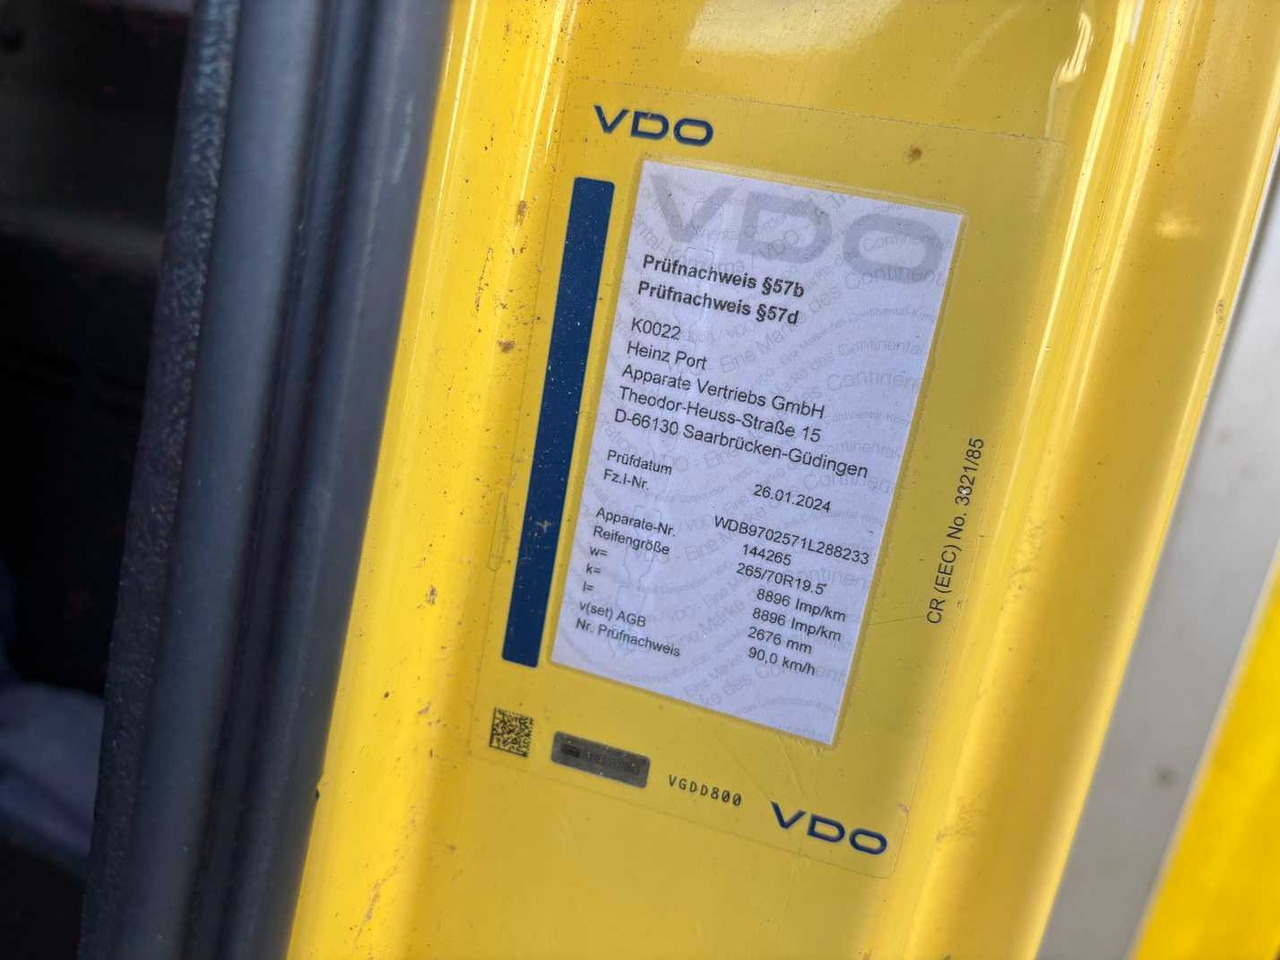 VDO
VDO
Prüfnachweis §57b
Prüfnachweis §57d
K0022
Heinz Port
Apparate Vertriebs GmbH
Theodor-Heuss-Straße 15
D-66130 Saarbrücken-Güdingen
Prüfdatum 26.01.2024
Fz.I-Nr. WDB9702571L288233
Apparate-Nr. 144265
Reifengröße 265/70R19.5"
w= 8896 Imp/km
k= 8896 Imp/km
l= 2676 mm
v(set) AGB 90,0 km/h
Nr. Prüfnachweis
CR (EEC) No. 3321/85
VGDD800
VDO